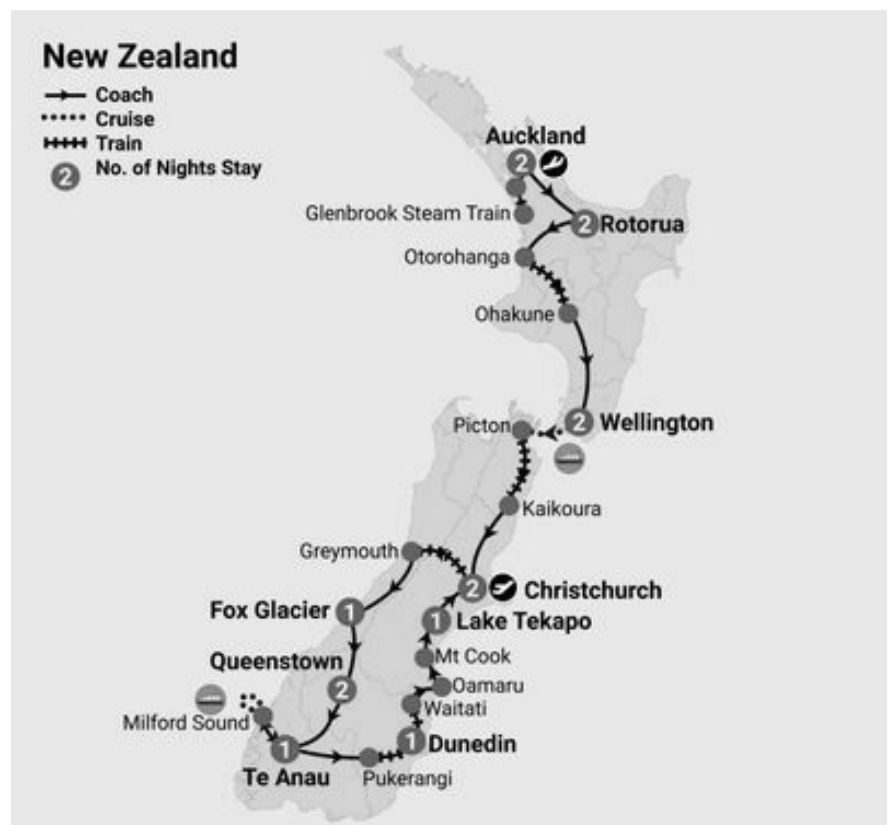 New Zealand
Coach
Cruise
Train
2 No. of Nights Stay
Auckland
2
Glenbrook Steam Train
2 Rotorua
Otorohanga
Ohakune
Picton
2 Wellington
Kaikoura
Greymouth
2 Christchurch
Fox Glacier 1
1 Lake Tekapo
Mt Cook
Queenstown
2
Oamaru
Waitati
Milford Sound
1 Dunedin
1
Te Anau
Pukerangi